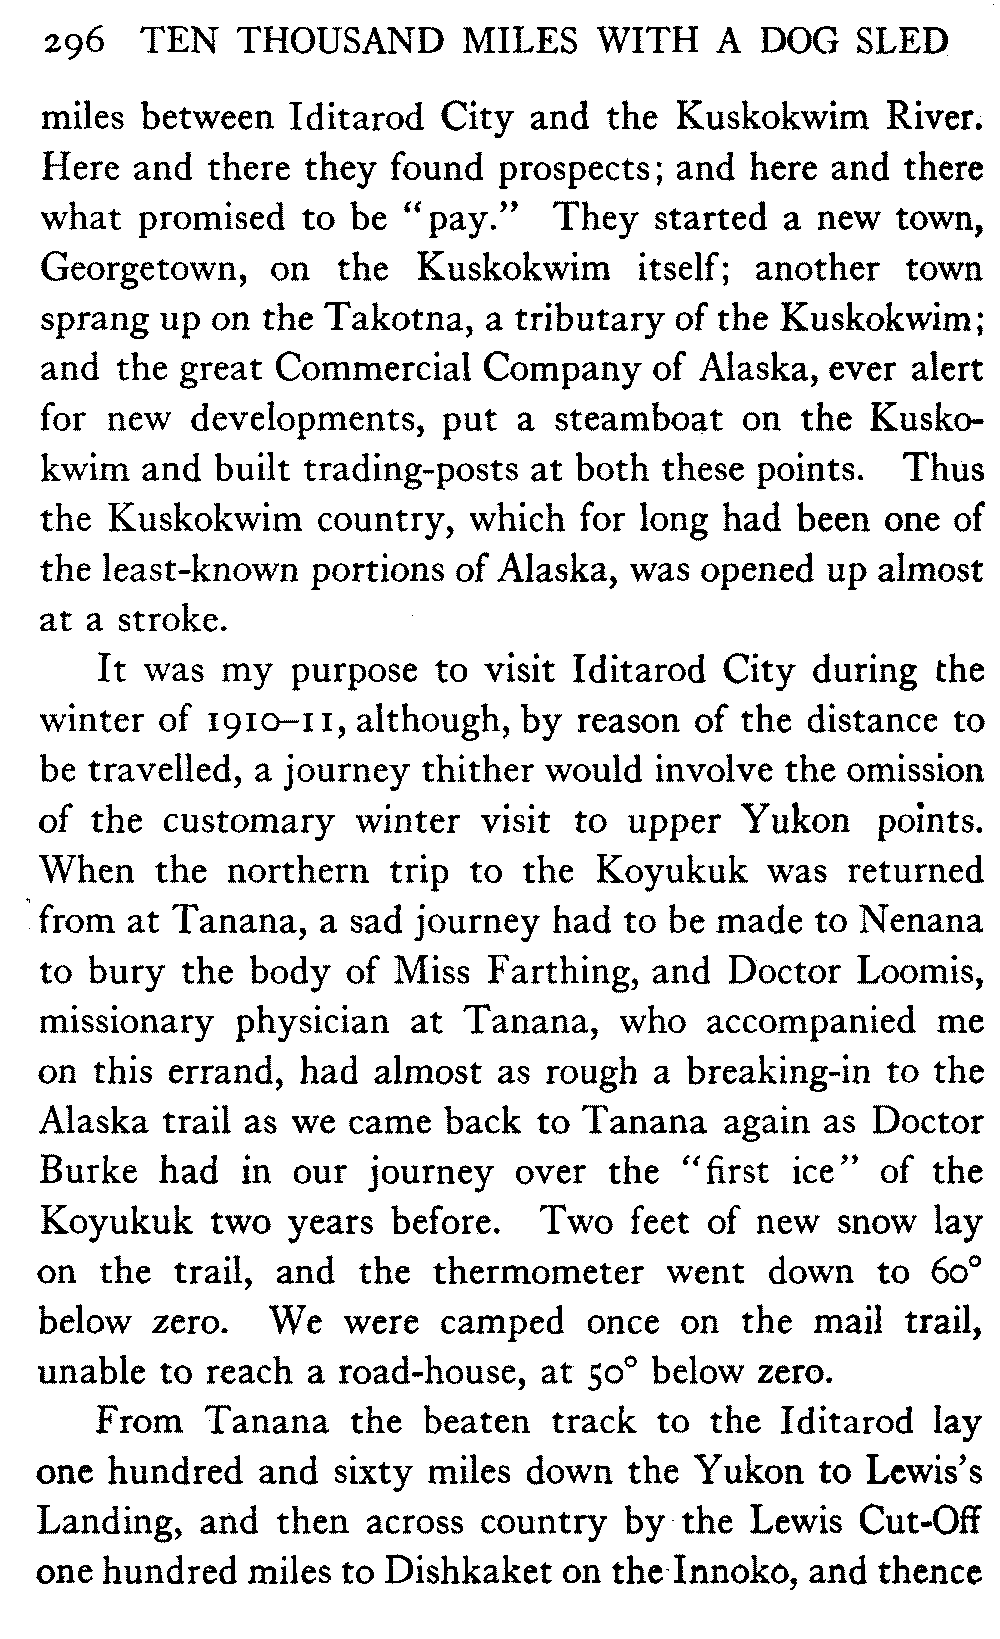 296 TEN THOUSAND MILES WITH A DOG SLED
miles between Iditarod City and the Kuskokwim River.
Here and there they found prospects; and here and there
what promised to be "pay." They started a new town,
Georgetown, on the Kuskokwim itself; another town
sprang up on the Takotna, a tributary of the Kuskokwim;
and the great Commercial Company of Alaska, ever alert
for new developments, put a steamboat on the Kusko-
kwim and built trading-posts at both these points. Thus
the Kuskokwim country, which for long had been one of
the least-known portions of Alaska, was opened up almost
at a stroke.
It was my purpose to visit Iditarod City during the
winter of 1910–11, although, by reason of the distance to
be travelled, a journey thither would involve the omission
of the customary winter visit to upper Yukon points.
When the northern trip to the Koyukuk was returned
from at Tanana, a sad journey had to be made to Nenana
to bury the body of Miss Farthing, and Doctor Loomis,
missionary physician at Tanana, who accompanied me
on this errand, had almost as rough a breaking-in to the
Alaska trail as we came back to Tanana again as Doctor
Burke had in our journey over the "first ice" of the
Koyukuk two years before. Two feet of new snow lay
on the trail, and the thermometer went down to 60°
below zero. We were camped once on the mail trail,
unable to reach a road-house, at 50° below zero.
From Tanana the beaten track to the Iditarod lay
one hundred and sixty miles down the Yukon to Lewis's
Landing, and then across country by the Lewis Cut-Off
one hundred miles to Dishkaket on the Innoko, and thence